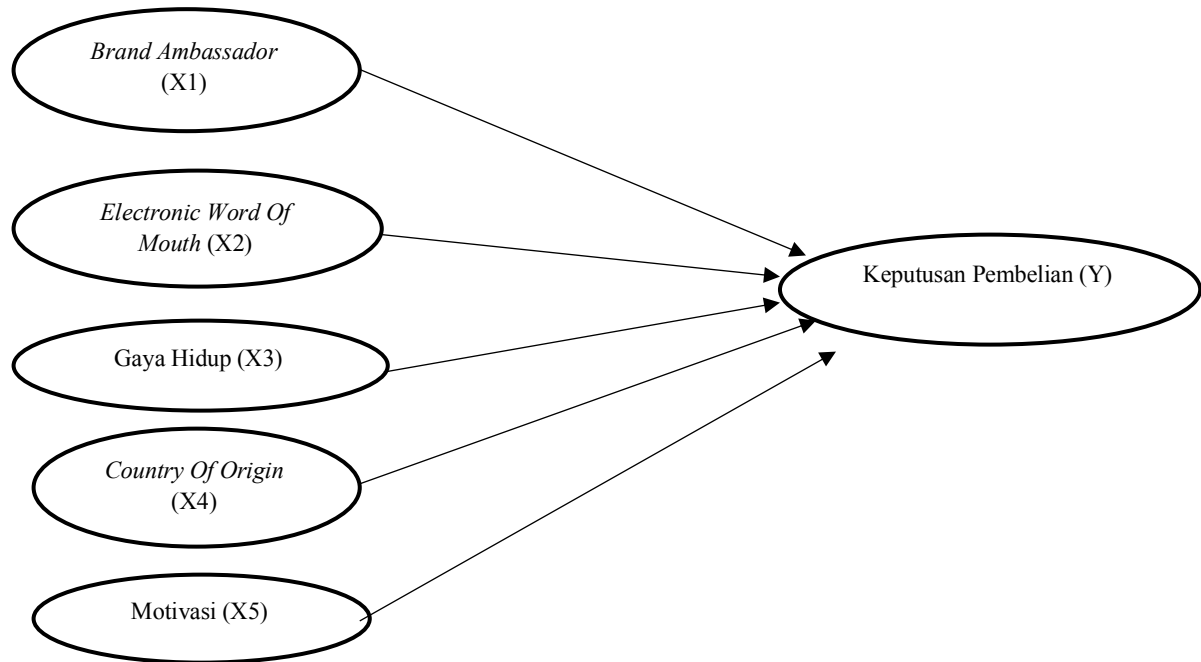 Brand Ambassador
(X1)
Electronic Word Of
Mouth (X2)
Gaya Hidup (X3)
Country Of Origin
(X4)
Motivasi (X5)
Keputusan Pembelian (Y)